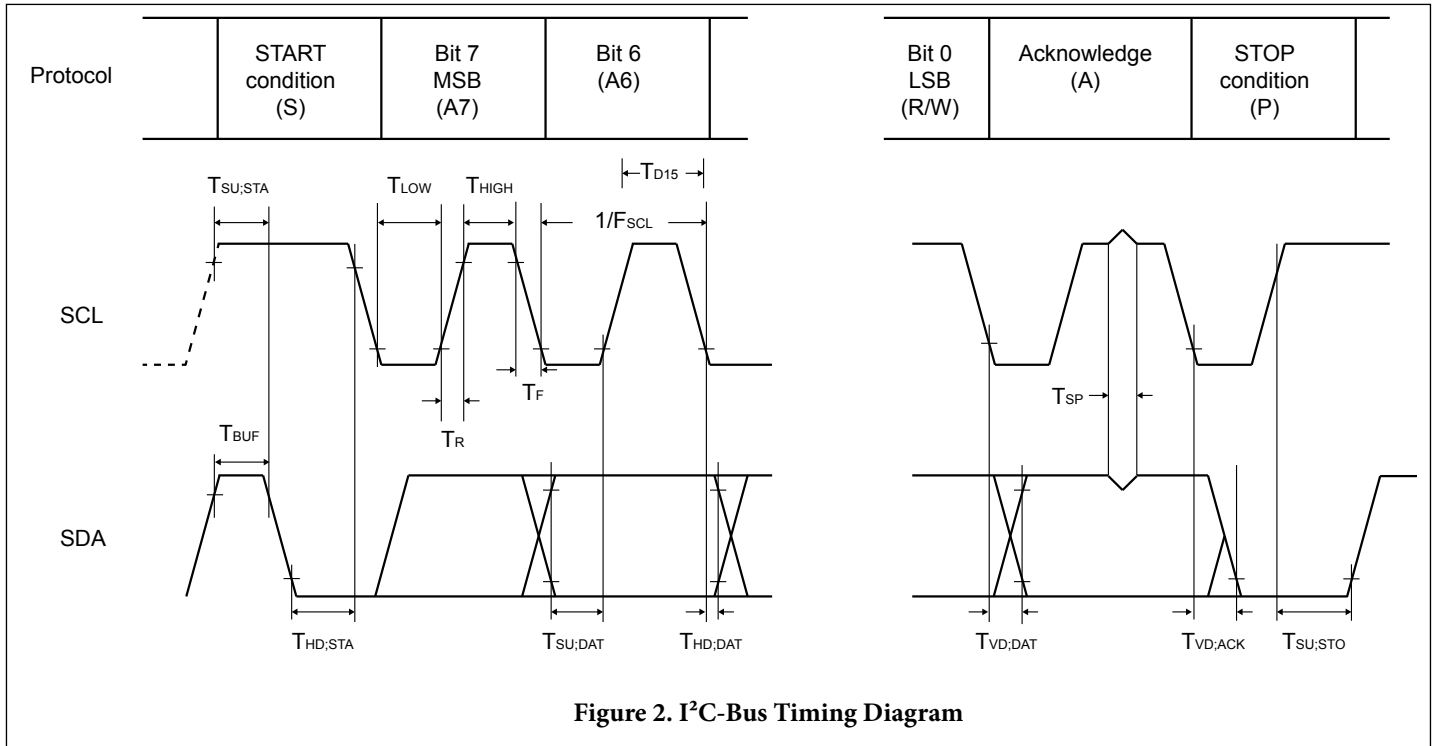 Protocol
START
condition
(S)
Bit 7
MSB
(A7)
Bit 6
(A6)
Bit 0
LSB
(R/W)
Acknowledge
(A)
STOP
condition
(P)
TSU;STA
TLOW
THIGH
TD15
1/FSCL
SCL
TF
TR
TSP
TBUF
SDA
THD;STA
TSU;DAT
THD;DAT
TVD;DAT
TVD;ACK
TSU;STO
Figure 2. I²C-Bus Timing Diagram